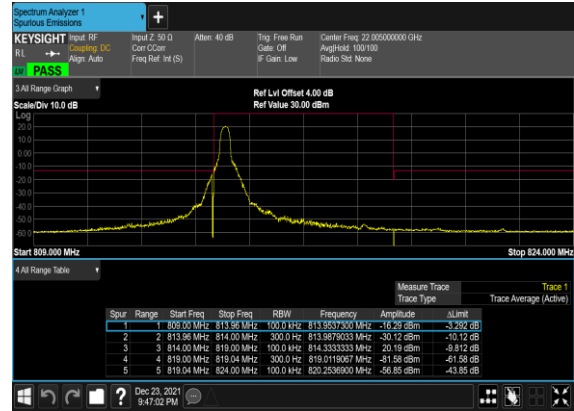 Spectrum Analyzer 1
Spurious Emissions
KEYSIGHT Input: RF Input Z: 50 Ω Atten: 40 dB Trig: Free Run Center Freq: 22.005000000 GHz
R L Coupling: DC Corr CCorr Gate: Off Avg|Hold: 100/100
Align: Auto Freq Ref: Int (S) IF Gain: Low Radio Std: None
PASS
3 All Range Graph
Ref Lvl Offset 4.00 dB
Scale/Div 10.0 dB Ref Value 30.00 dBm
Log
20.0
10.0
0.00
-10.0
-20.0
-30.0
-40.0
-50.0
-60.0
Start 809.000 MHz Stop 824.000 MHz
4 All Range Table
Measure Trace Trace 1
Trace Type Trace Average (Active)
Spur Range Start Freq Stop Freq RBW Frequency Amplitude ΔLimit
1 1 809.00 MHz 813.96 MHz 100.0 kHz 813.9537300 MHz -16.29 dBm -3.292 dB
2 2 813.96 MHz 814.00 MHz 300.0 Hz 813.9879033 MHz -30.12 dBm -10.12 dB
3 3 814.00 MHz 819.00 MHz 100.0 kHz 814.3333333 MHz 20.19 dBm -9.812 dB
4 4 819.00 MHz 819.04 MHz 300.0 Hz 819.0119067 MHz -81.58 dBm -61.58 dB
5 5 819.04 MHz 824.00 MHz 100.0 kHz 820.2536900 MHz -56.85 dBm -43.85 dB
? Dec 23, 2021
9:47:02 PM